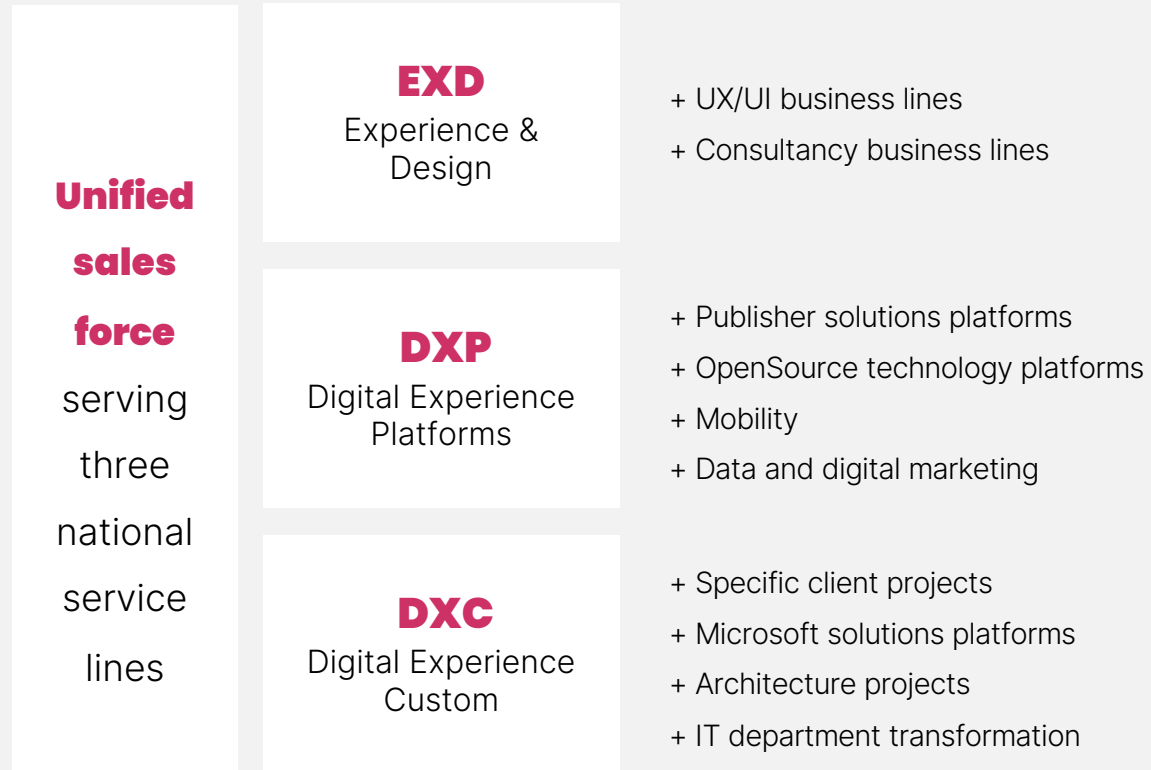 Unified
sales
force
serving
three
national
service
lines
EXD
Experience &
Design
+ UX/UI business lines
+ Consultancy business lines
DXP
Digital Experience
Platforms
+ Publisher solutions platforms
+ OpenSource technology platforms
+ Mobility
+ Data and digital marketing
DXC
Digital Experience
Custom
+ Specific client projects
+ Microsoft solutions platforms
+ Architecture projects
+ IT department transformation